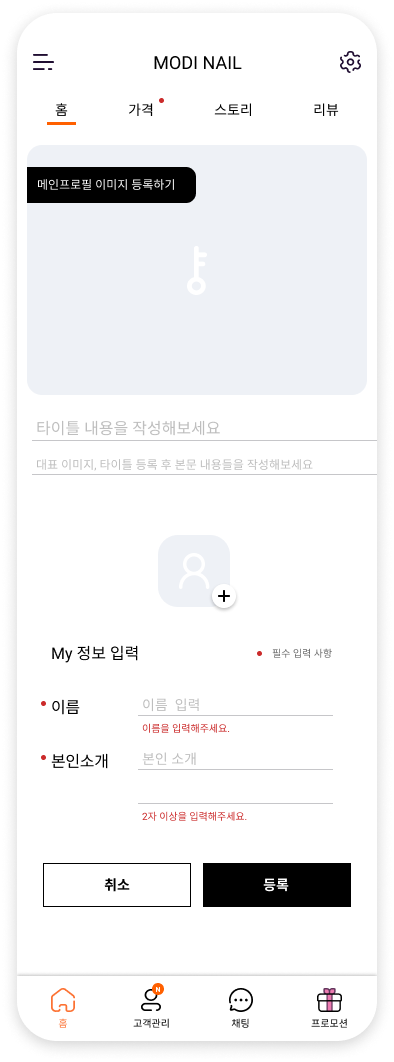 MODI NAIL
홈 가격 스토리 리뷰
메인프로필 이미지 등록하기
타이틀 내용을 작성해보세요
대표 이미지, 타이틀 등록 후 본문 내용들을 작성해보세요
My 정보 입력 필수 입력 사항
이름 이름 입력
이름을 입력해주세요.
본인소개 본인 소개
2자 이상을 입력해주세요.
취소 등록
N
홈 고객관리 채팅 프로모션